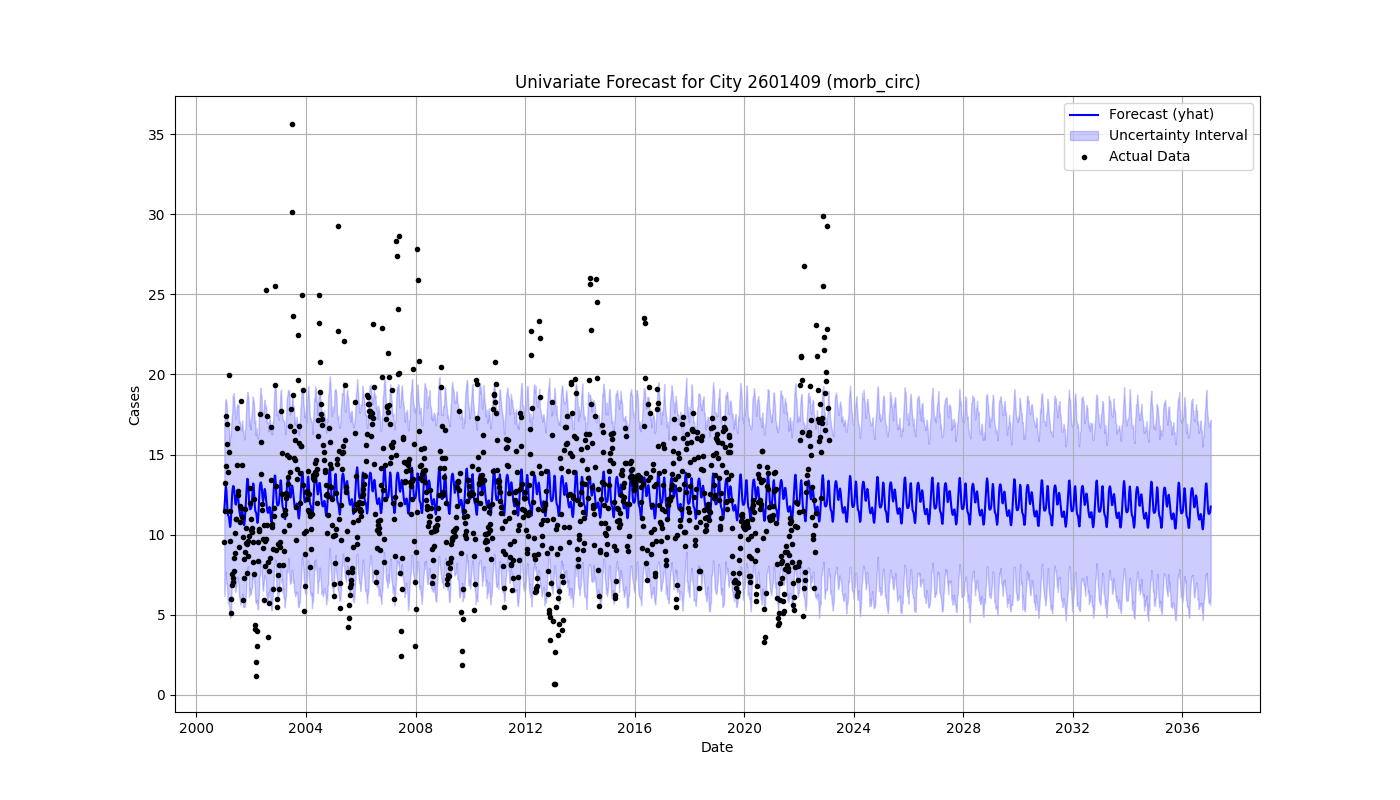 Univariate Forecast for City 2601409 (morb_circ)
Forecast (yhat)
Uncertainty Interval
Actual Data
Cases
35
30
25
20
15
10
5
0
2000 2004 2008 2012 2016 2020 2024 2028 2032 2036
Date